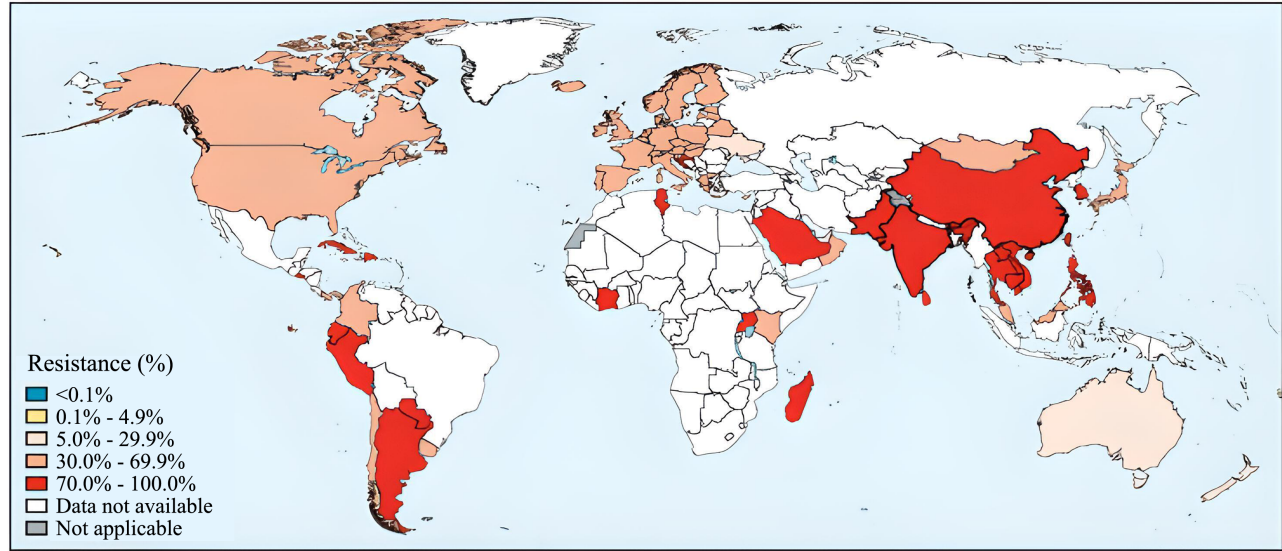 Resistance (%)
<0.1%
0.1% - 4.9%
5.0% - 29.9%
30.0% - 69.9%
70.0% - 100.0%
Data not available
Not applicable